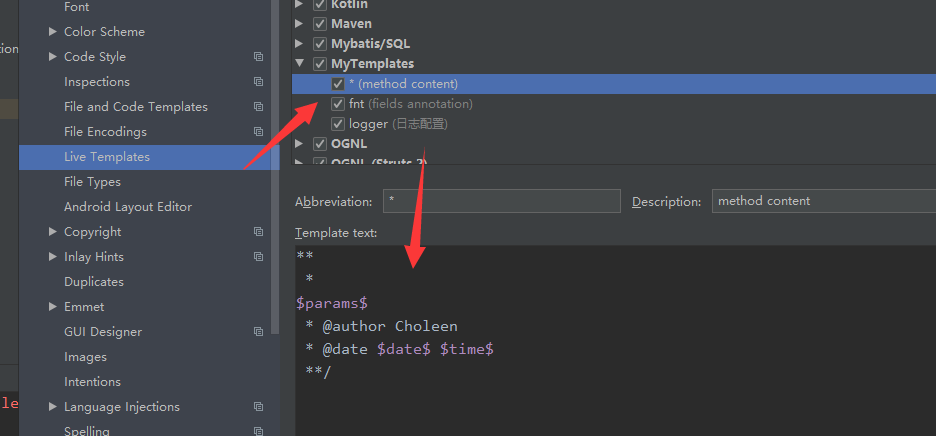 Font
Color Scheme
Code Style
Inspections
File and Code Templates
File Encodings
Live Templates
File Types
Android Layout Editor
Copyright
Inlay Hints
Duplicates
Emmet
GUI Designer
Images
Intentions
Language Injections
Spelling
tion
le
Kotlin
Maven
Mybatis/SQL
MyTemplates
* (method content)
fnt (fields annotation)
logger (日志配置)
OGNL
OGNL (Struts 2)
Abbreviation: * Description: method content
Template text:
**
*
$params$
* @author Choleen
* @date $date$ $time$
**/